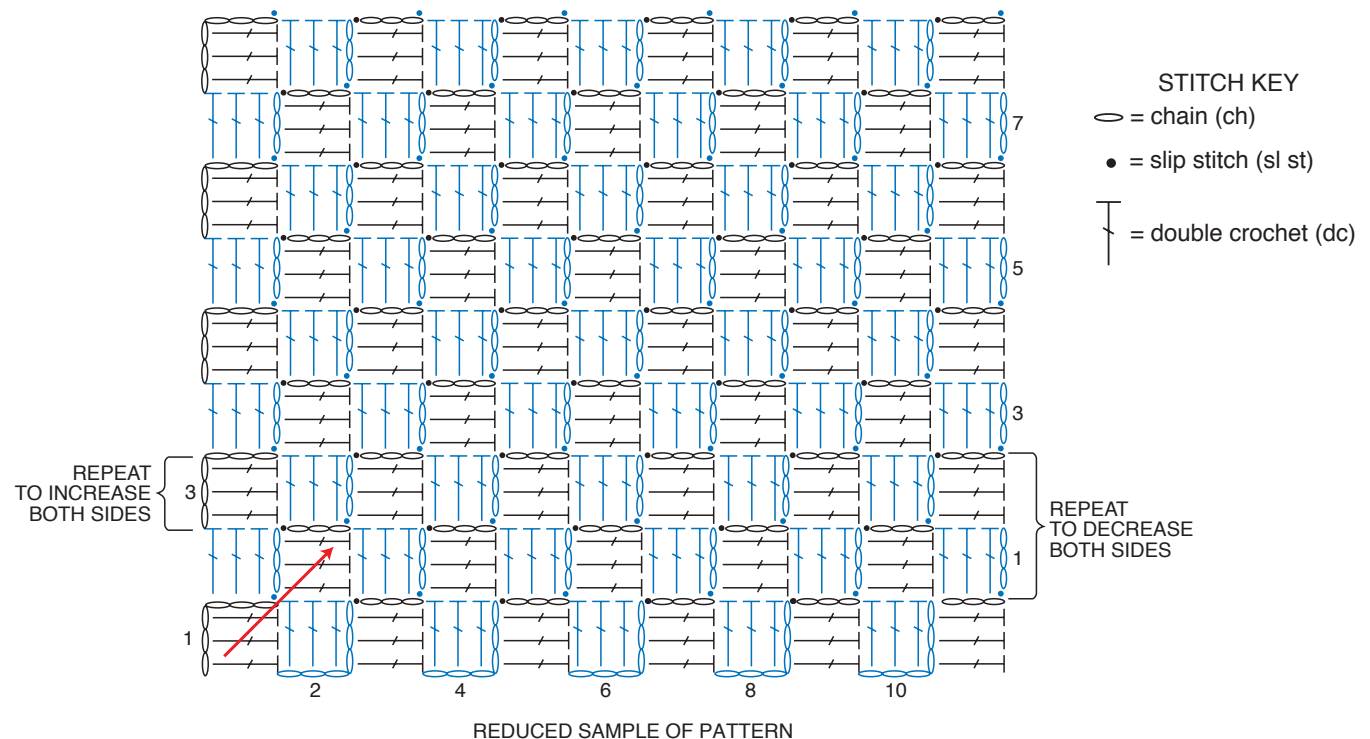 STITCH KEY
= chain (ch)
= slip stitch (sl st)
= double crochet (dc)
7
5
3
REPEAT
TO INCREASE
BOTH SIDES
3
1
REPEAT
TO DECREASE
BOTH SIDES
1
2 4 6 8 10
REDUCED SAMPLE OF PATTERN